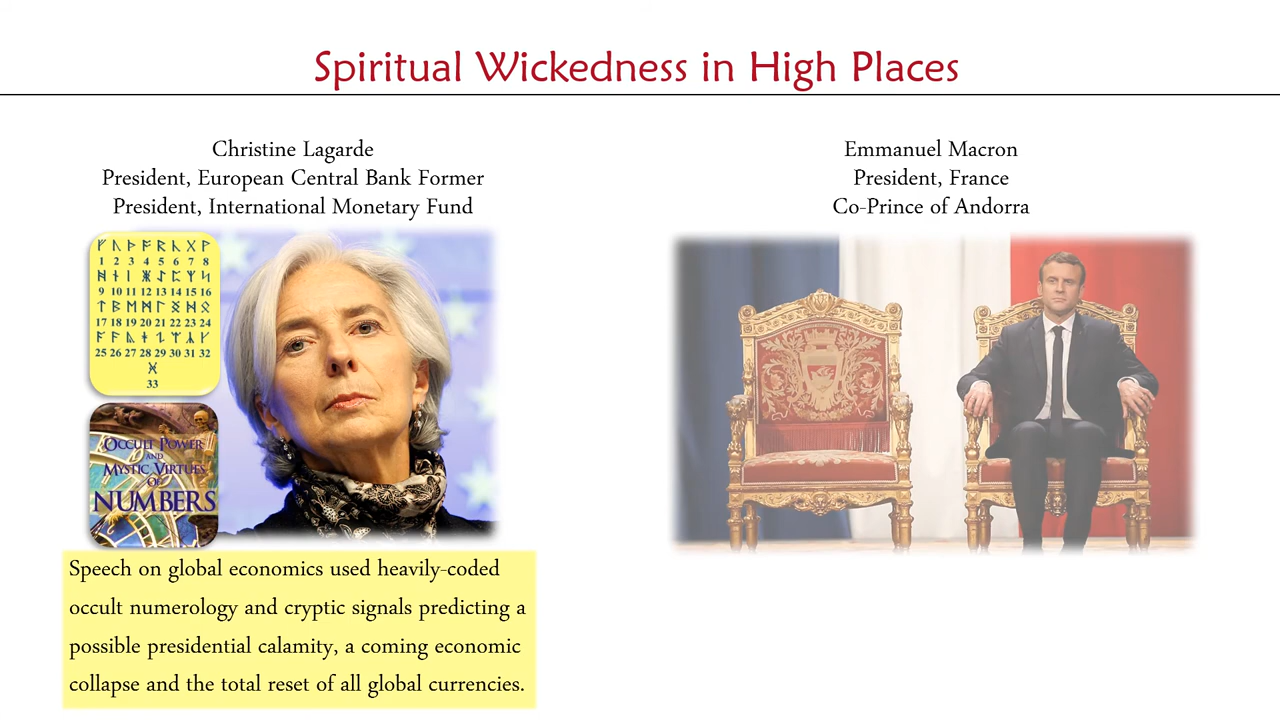 Spiritual Wickedness in High Places
Christine Lagarde
President, European Central Bank Former
President, International Monetary Fund
ᚠ ᚢ ᚦ ᚨ ᚱ ᚲ ᚷ ᚹ
1 2 3 4 5 6 7 8
9 10 11 12 13 14 15 16
17 18 19 20 21 22 23 24
25 26 27 28 29 30 31 32
33
OCCULT POWER
AND
MYSTIC VIRTUES
OF
NUMBERS
Speech on global economics used heavily-coded
occult numerology and cryptic signals predicting a
possible presidential calamity, a coming economic
collapse and the total reset of all global currencies.
Emmanuel Macron
President, France
Co-Prince of Andorra